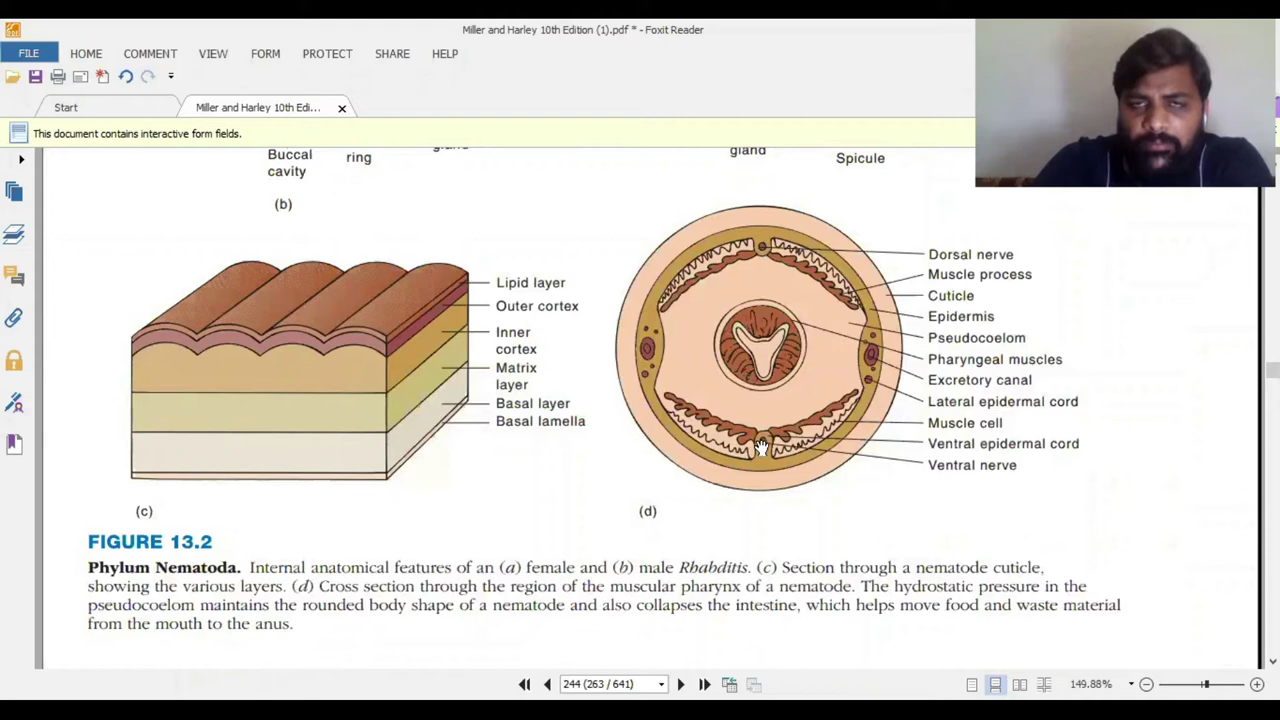 Miller and Harley 10th Edition (1).pdf * - Foxit Reader
FILE HOME COMMENT VIEW FORM PROTECT SHARE HELP
Start Miller and Harley 10th Edi...
This document contains interactive form fields.
Buccal
cavity
ring
gland
gland
Spicule
(b)
Lipid layer
Outer cortex
Inner
cortex
Matrix
layer
Basal layer
Basal lamella
(c)
Dorsal nerve
Muscle process
Cuticle
Epidermis
Pseudocoelom
Pharyngeal muscles
Excretory canal
Lateral epidermal cord
Muscle cell
Ventral epidermal cord
Ventral nerve
(d)
FIGURE 13.2
Phylum Nematoda. Internal anatomical features of an (a) female and (b) male Rhabditis. (c) Section through a nematode cuticle,
showing the various layers. (d) Cross section through the region of the muscular pharynx of a nematode. The hydrostatic pressure in the
pseudocoelom maintains the rounded body shape of a nematode and also collapses the intestine, which helps move food and waste material
from the mouth to the anus.
244 (263 / 641)
149.88%